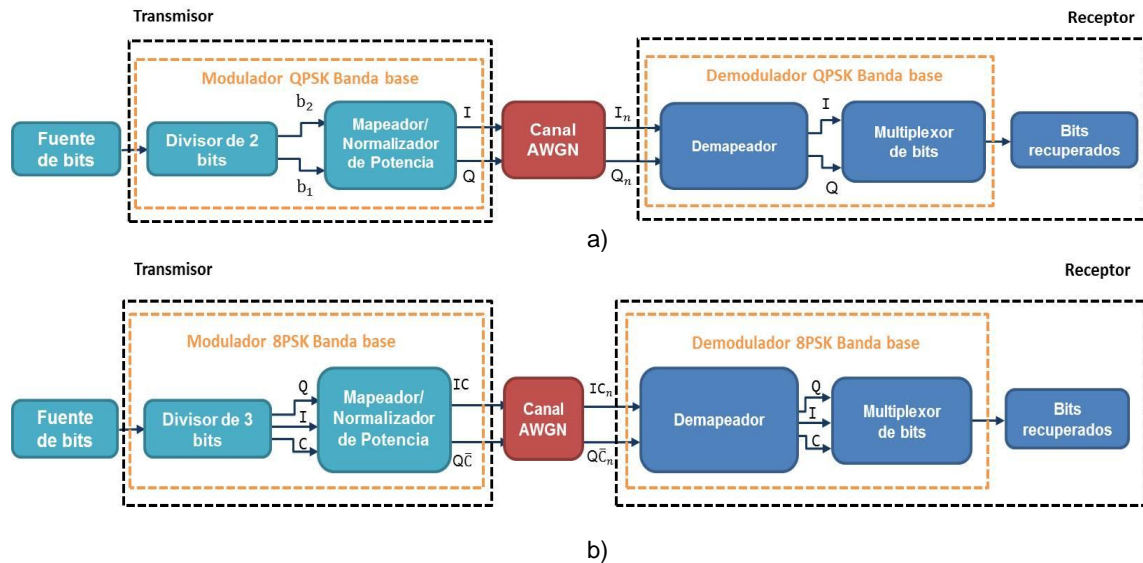 Transmisor
Receptor
Modulador QPSK Banda base
Demodulador QPSK Banda base
Fuente
de bits
Divisor de 2
bits
b₂
b₁
Mapeador/
Normalizador
de Potencia
I
Q
Canal
AWGN
Iₙ
Qₙ
Demapeador
I
Q
Multiplexor
de bits
Bits
recuperados
a)
Transmisor
Receptor
Modulador 8PSK Banda base
Demodulador 8PSK Banda base
Fuente
de bits
Divisor de 3
bits
Q
I
C
Mapeador/
Normalizador
de Potencia
IC
QC̄
Canal
AWGN
ICₙ
QC̄ₙ
Demapeador
Q
I
C
Multiplexor
de bits
Bits
recuperados
b)